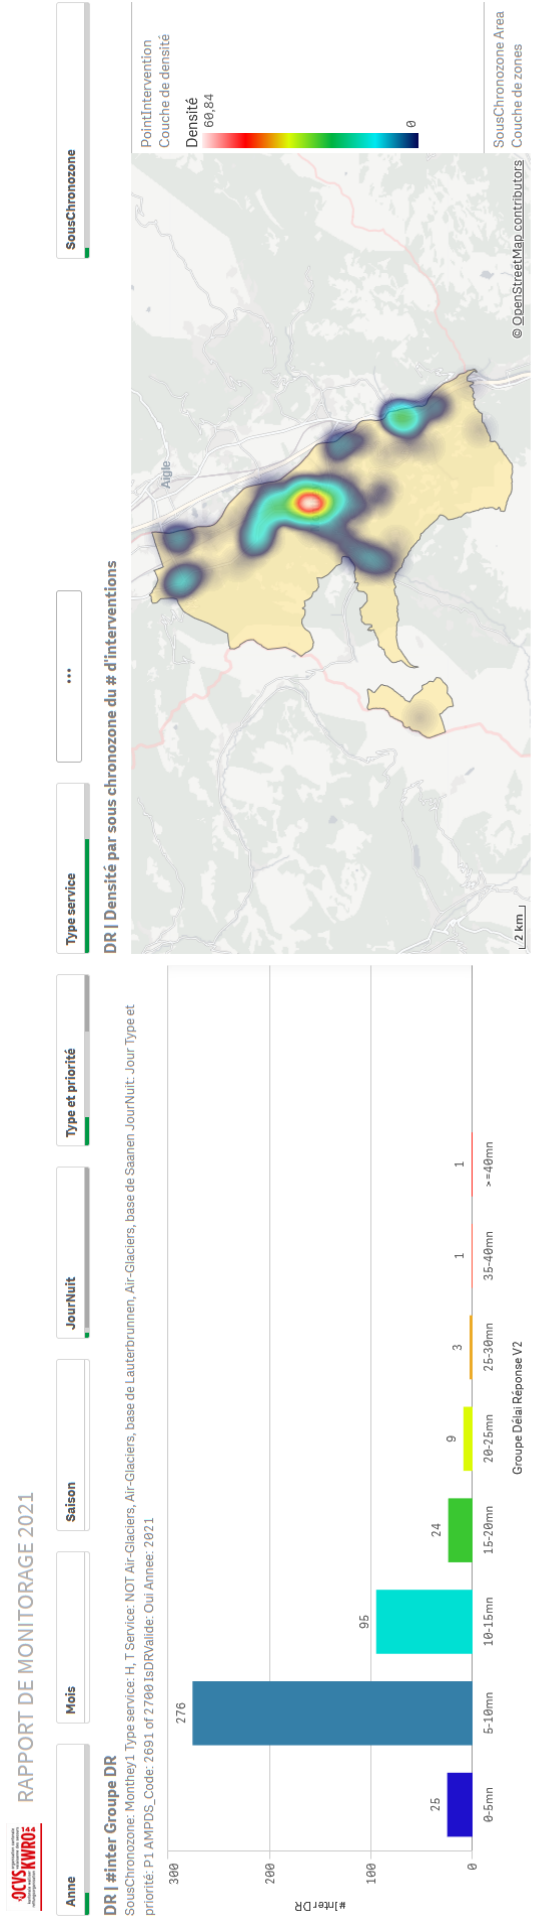 OCVS
KWRO
RAPPORT DE MONITORAGE 2021
Anne
Mois
Saison
JourNuit
Type et priorité
Type service
...
SousChronozone
DR | #inter Groupe DR
SousChronozone: Monthey1 Type service: H, T Service: NOT Air-Glaciers, Air-Glaciers, base de Lauterbrunnen, Air-Glaciers, base de Saanen JourNuit: Jour Type et
priorité: P1 AMPDS_Code: 2691 of 2700 IsDRValide: Oui Annee: 2021
# Inter DR
300
200
100
0
25
276
95
24
9
3
1
1
0-5mn
5-10mn
10-15mn
15-20mn
20-25mn
25-30mn
35-40mn
>=40mn
Groupe Délai Réponse V2
DR | Densité par sous chronozone du # d'interventions
Aigle
2 km
© OpenStreetMap contributors
PointIntervention
Couche de densité
Densité
60,84
0
SousChronozone Area
Couche de zones